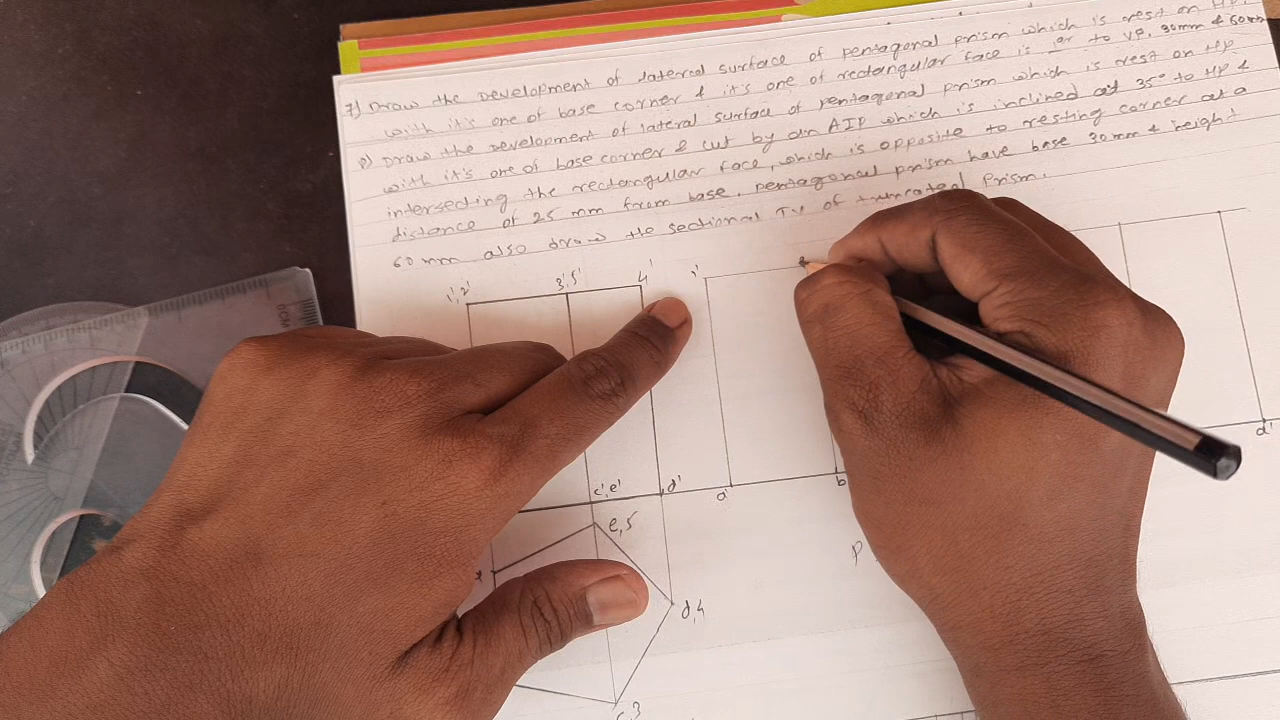 7) Draw the Development of lateral surface of pentagonal prism which is rest on HP,
with it's one of base corner & it's one of rectangular face is ⊥ar to VP. 30mm & 60mm
8) Draw the Development of lateral surface of pentagonal prism which is rest on HP
with it's one of base corner & cut by an AIP which is inclined at 35° to HP &
intersecting the rectangular face, which is opposite to resting corner at a
distance of 25 mm from base. pentagonal prism have base 30mm & height
60 mm also draw the sectional TV of truncated Prism.
1',2' 3',5' 4' 1'
c'e' d' a' b d'
e,5
d,4
c,3